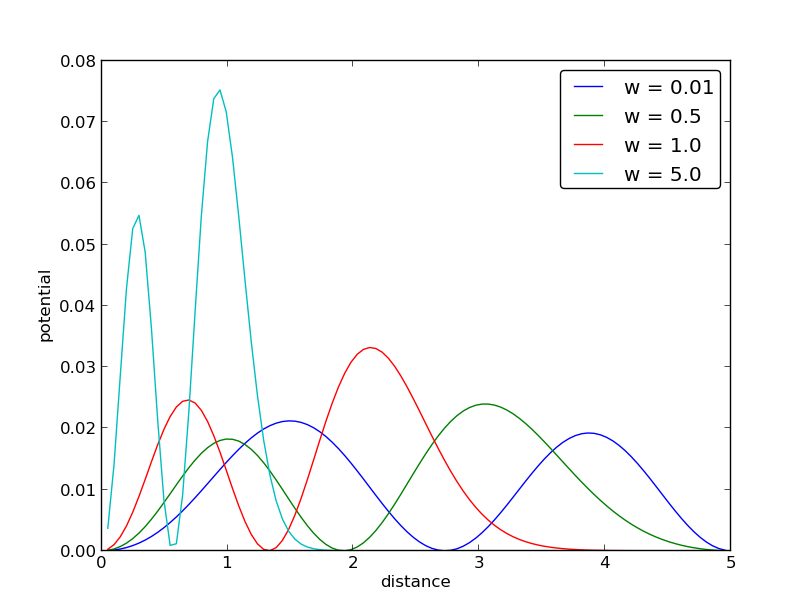 0.08
0.07
0.06
0.05
0.04
0.03
0.02
0.01
0.00
potential
0 1 2 3 4 5
distance
w = 0.01
w = 0.5
w = 1.0
w = 5.0